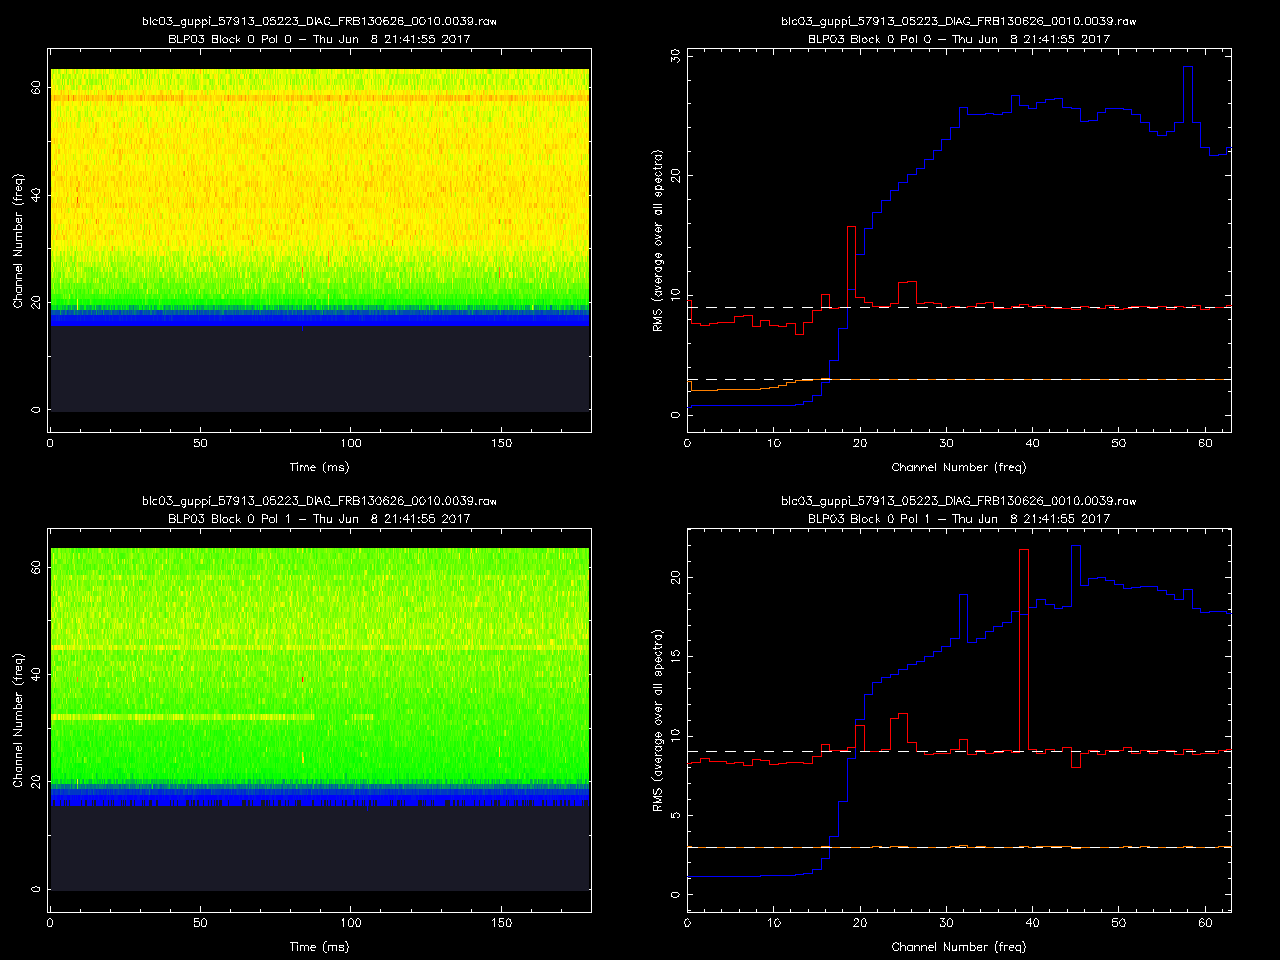 blc03_guppi_57913_05223_DIAG_FRB130626_0010.0039.raw
BLP03 Block 0 Pol 0 - Thu Jun 8 21:41:55 2017
Channel Number (freq)
60
40
20
0
0 50 100 150
Time (ms)
blc03_guppi_57913_05223_DIAG_FRB130626_0010.0039.raw
BLP03 Block 0 Pol 0 - Thu Jun 8 21:41:55 2017
RMS (average over all spectra)
30
20
10
0
0 10 20 30 40 50 60
Channel Number (freq)
blc03_guppi_57913_05223_DIAG_FRB130626_0010.0039.raw
BLP03 Block 0 Pol 1 - Thu Jun 8 21:41:55 2017
Channel Number (freq)
60
40
20
0
0 50 100 150
Time (ms)
blc03_guppi_57913_05223_DIAG_FRB130626_0010.0039.raw
BLP03 Block 0 Pol 1 - Thu Jun 8 21:41:55 2017
RMS (average over all spectra)
20
15
10
5
0
0 10 20 30 40 50 60
Channel Number (freq)